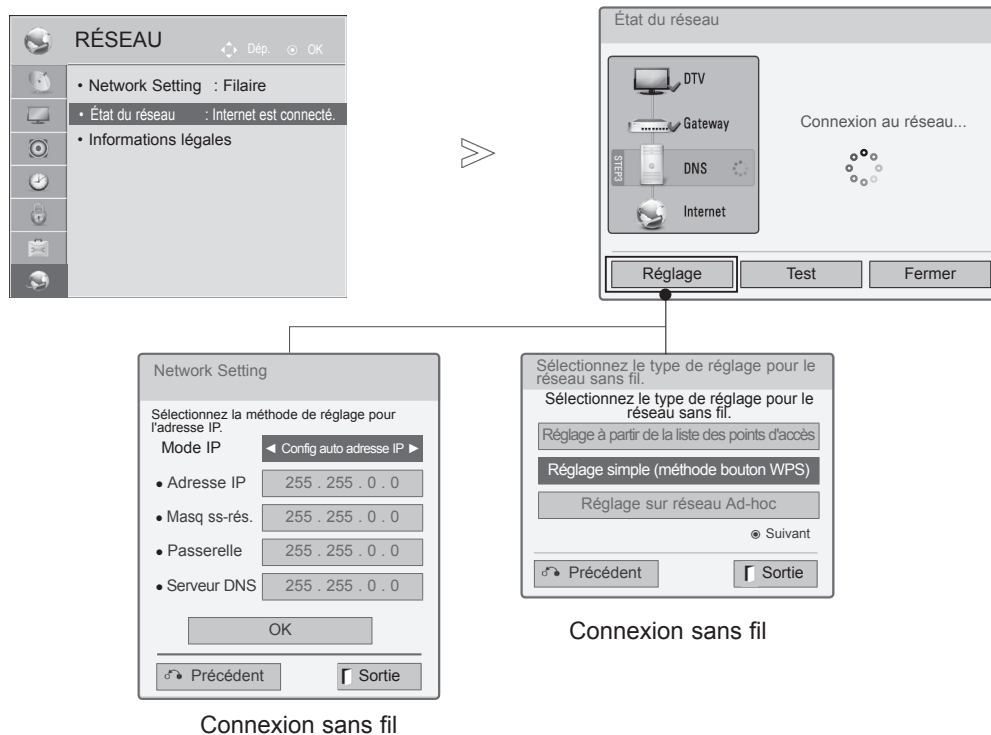 RÉSEAU
Dép. OK
• Network Setting : Filaire
• État du réseau : Internet est connecté.
• Informations légales
>
État du réseau
DTV
Gateway
STEP3
DNS
Internet
Connexion au réseau...
Réglage
Test
Fermer
Network Setting
Sélectionnez la méthode de réglage pour
l'adresse IP.
Mode IP ◄ Config auto adresse IP ►
• Adresse IP 255 . 255 . 0 . 0
• Masq ss-rés. 255 . 255 . 0 . 0
• Passerelle 255 . 255 . 0 . 0
• Serveur DNS 255 . 255 . 0 . 0
OK
Précédent
Sortie
Connexion sans fil
Sélectionnez le type de réglage pour le
réseau sans fil.
Sélectionnez le type de réglage pour le
réseau sans fil.
Réglage à partir de la liste des points d'accès
Réglage simple (méthode bouton WPS)
Réglage sur réseau Ad-hoc
◉ Suivant
Précédent
Sortie
Connexion sans fil